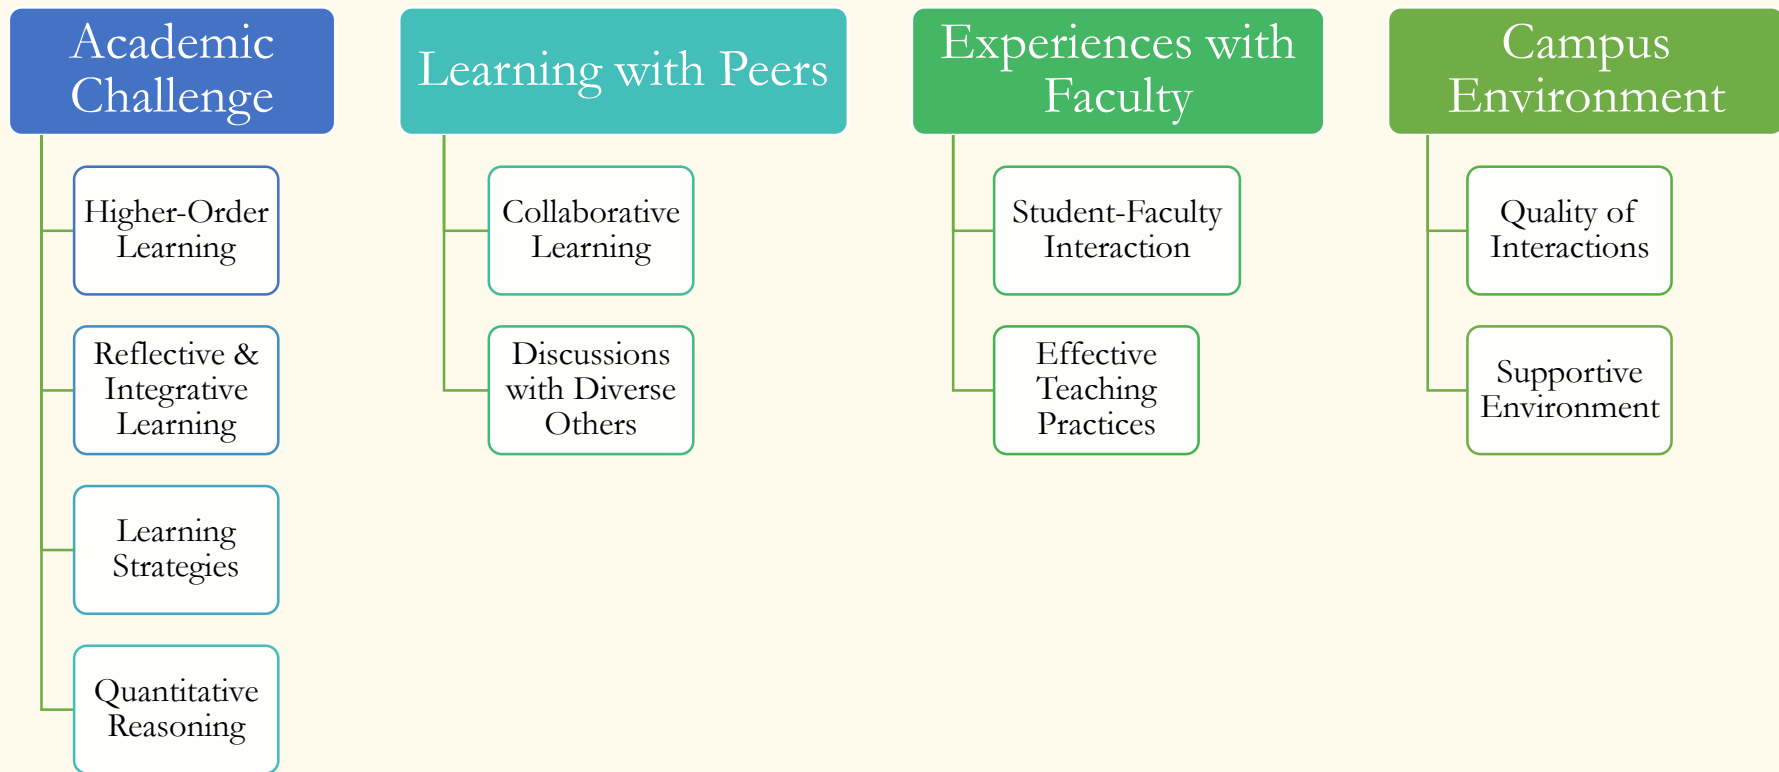 Academic
Challenge
Higher-Order
Learning
Reflective &
Integrative
Learning
Learning
Strategies
Quantitative
Reasoning
Learning with Peers
Collaborative
Learning
Discussions
with Diverse
Others
Experiences with
Faculty
Student-Faculty
Interaction
Effective
Teaching
Practices
Campus
Environment
Quality of
Interactions
Supportive
Environment